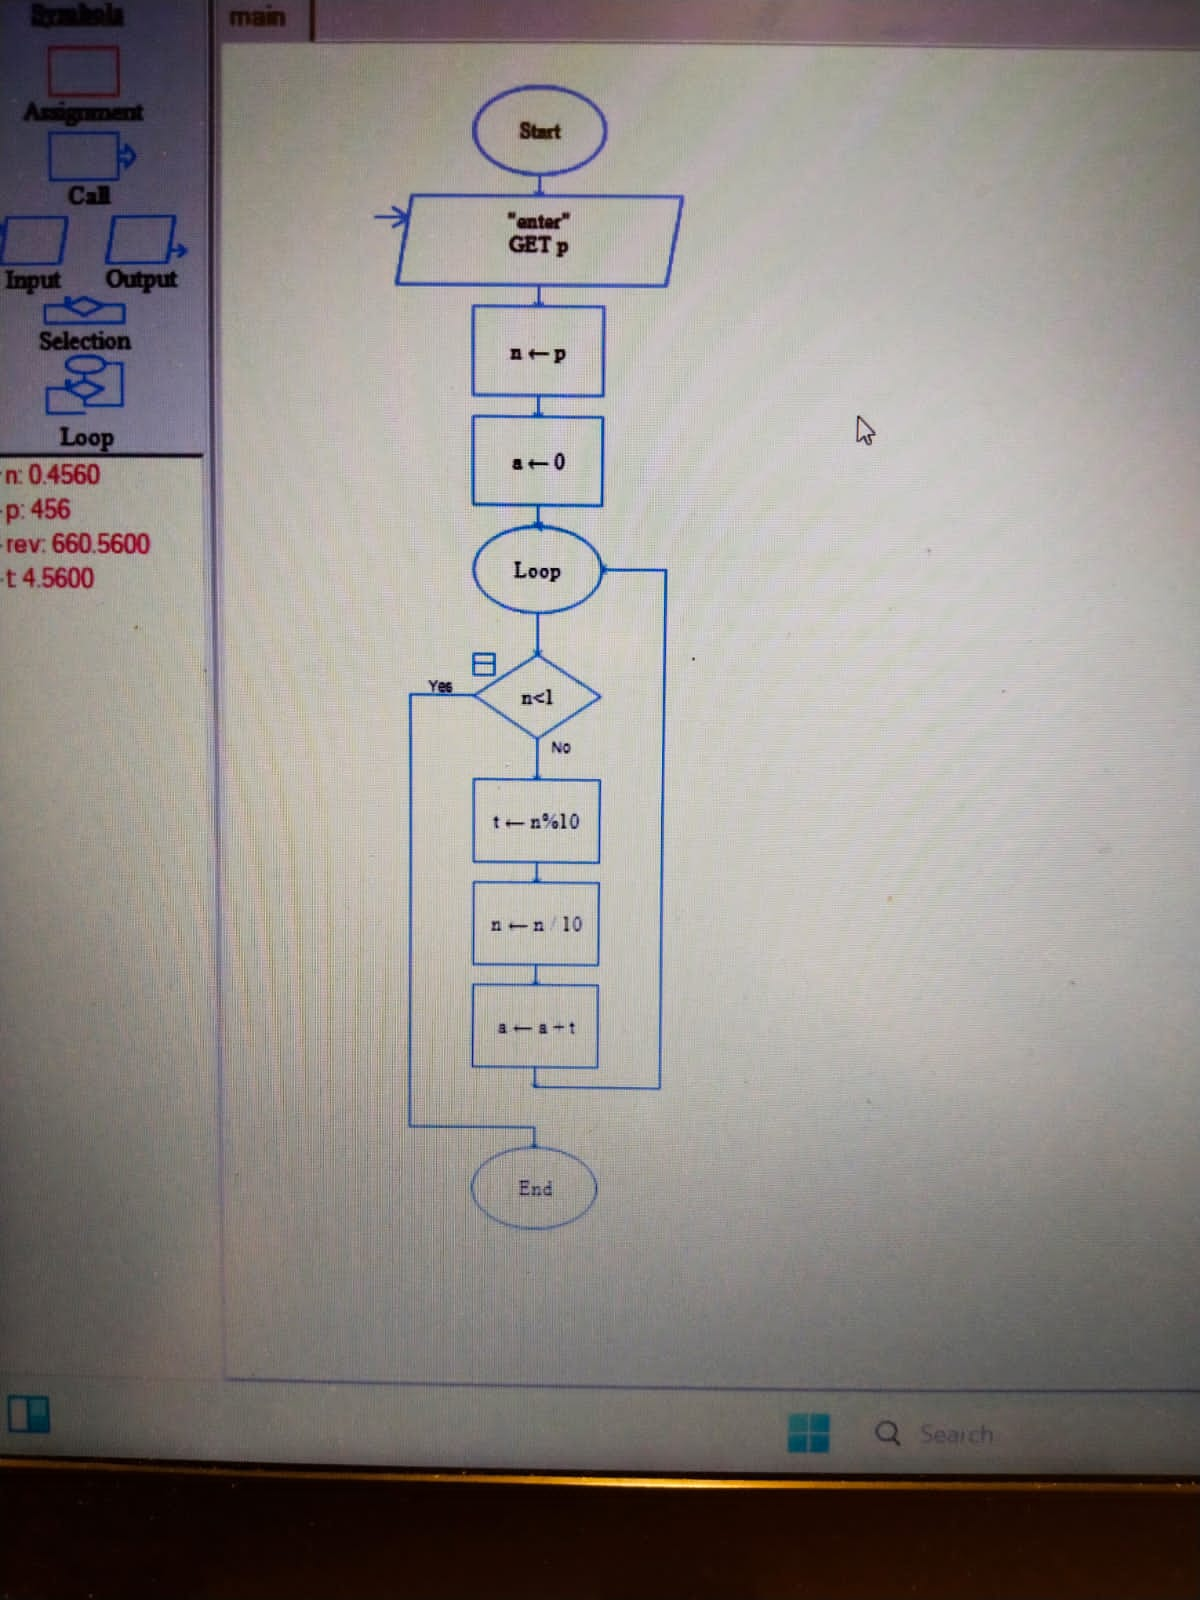 Symbols
main
Assignment
Call
Input
Output
Selection
Loop
n: 0.4560
p: 456
rev: 660.5600
t: 4.5600
Start
"enter"
GET p
n ← p
a ← 0
Loop
Yes
n<1
No
t ← n%10
n ← n / 10
a ← a + t
End
Search